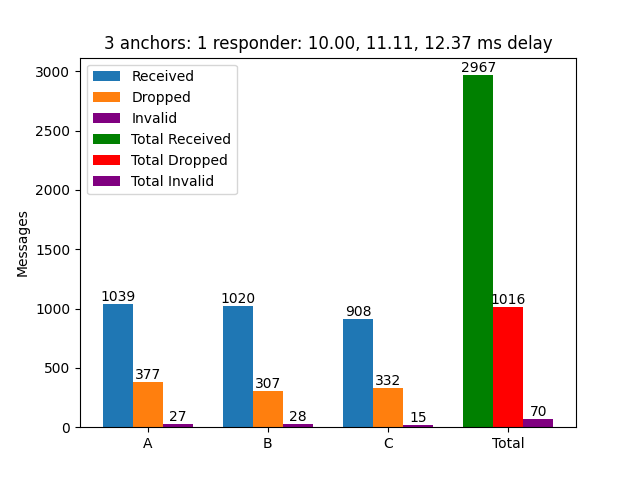 3 anchors: 1 responder: 10.00, 11.11, 12.37 ms delay
Received
Dropped
Invalid
Total Received
Total Dropped
Total Invalid
Messages
3000
2500
2000
1500
1000
500
0
1039
377
27
1020
307
28
908
332
15
2967
1016
70
A
B
C
Total